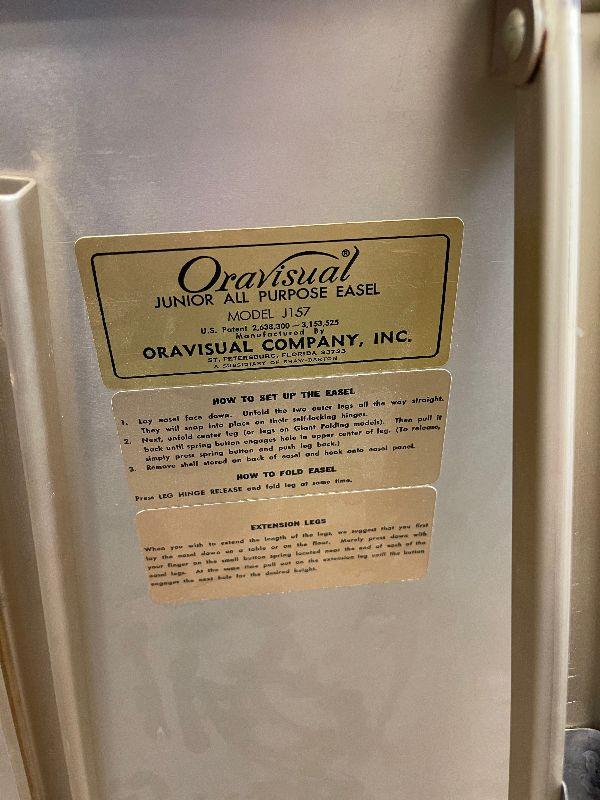 Oravisual®
JUNIOR ALL PURPOSE EASEL
MODEL J157
U.S. Patent 2,638,300—3,153,525
Manufactured By
ORAVISUAL COMPANY, INC.
ST. PETERSBURG, FLORIDA 33733
A SUBSIDIARY OF SHAW-BARTON
HOW TO SET UP THE EASEL
1. Lay easel face down. Unfold the two outer legs all the way straight.
They will snap into place on their self-locking hinges.
2. Next, unfold center leg (or legs on Giant Folding models). Then pull it
back until spring button engages hole in upper center of leg. (To release,
simply press spring button and push leg back.)
3. Remove shelf stored on back of easel and hook onto easel panel.
HOW TO FOLD EASEL
Press LEG HINGE RELEASE and fold leg at same time.
EXTENSION LEGS
When you wish to extend the length of the legs, we suggest that you first
lay the easel down on a table or on the floor. Merely press down with
your finger on the small button spring located near the end of each of the
easel legs. At the same time pull out on the extension leg until the button
engages the next hole for the desired height.